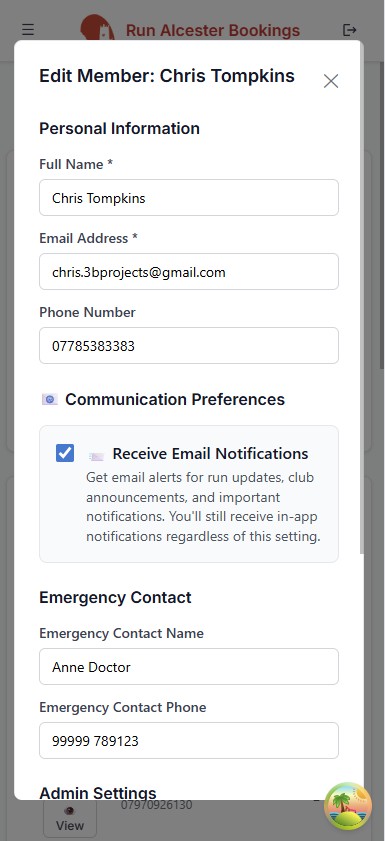 Run Alcester Bookings
Edit Member: Chris Tompkins
Personal Information
Full Name *
Chris Tompkins
Email Address *
chris.3bprojects@gmail.com
Phone Number
07785383383
Communication Preferences
Receive Email Notifications
Get email alerts for run updates, club
announcements, and important
notifications. You'll still receive in-app
notifications regardless of this setting.
Emergency Contact
Emergency Contact Name
Anne Doctor
Emergency Contact Phone
99999 789123
Admin Settings
07970926130
View